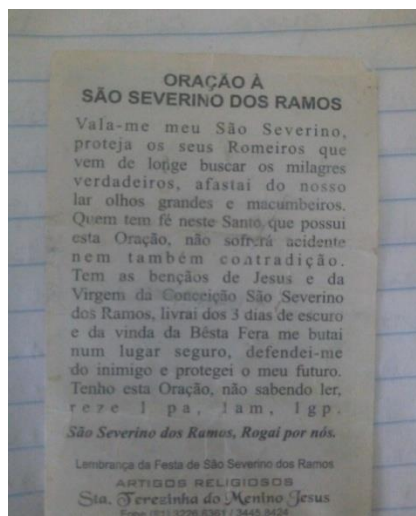 ORAÇÃO À
SÃO SEVERINO DOS RAMOS
Vala-me meu São Severino,
proteja os seus Romeiros que
vem de longe buscar os milagres
verdadeiros, afastai do nosso
lar olhos grandes e macumbeiros.
Quem tem fé neste Santo que possui
esta Oração, não sofrerá acidente
nem também contradição.
Tem as bençãos de Jesus e da
Virgem da Conceição São Severino
dos Ramos, livrai dos 3 dias de escuro
e da vinda da Bêsta Fera me butai
num lugar seguro, defendei-me
do inimigo e protegei o meu futuro.
Tenho esta Oração, não sabendo ler,
reze 1 pa, 1am, 1gp.
São Severino dos Ramos, Rogai por nós.
Lembrança da Festa de São Severino dos Ramos
ARTIGOS RELIGIOSOS
Sta. Terezinha do Menino Jesus